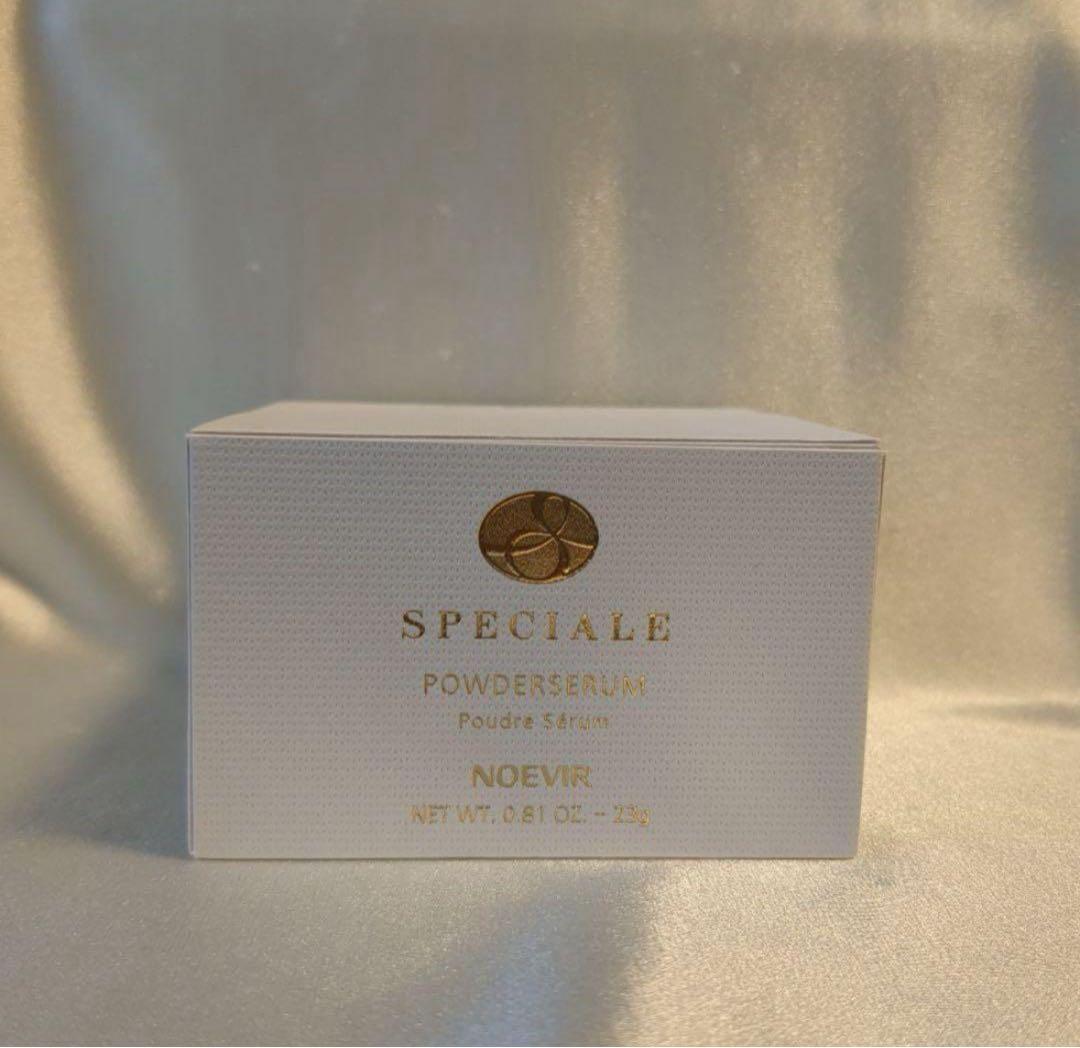 SPECIALE
POWDERSERUM
Poudre Sérum
NOEVIR
NET WT. 0.81 OZ. - 23g